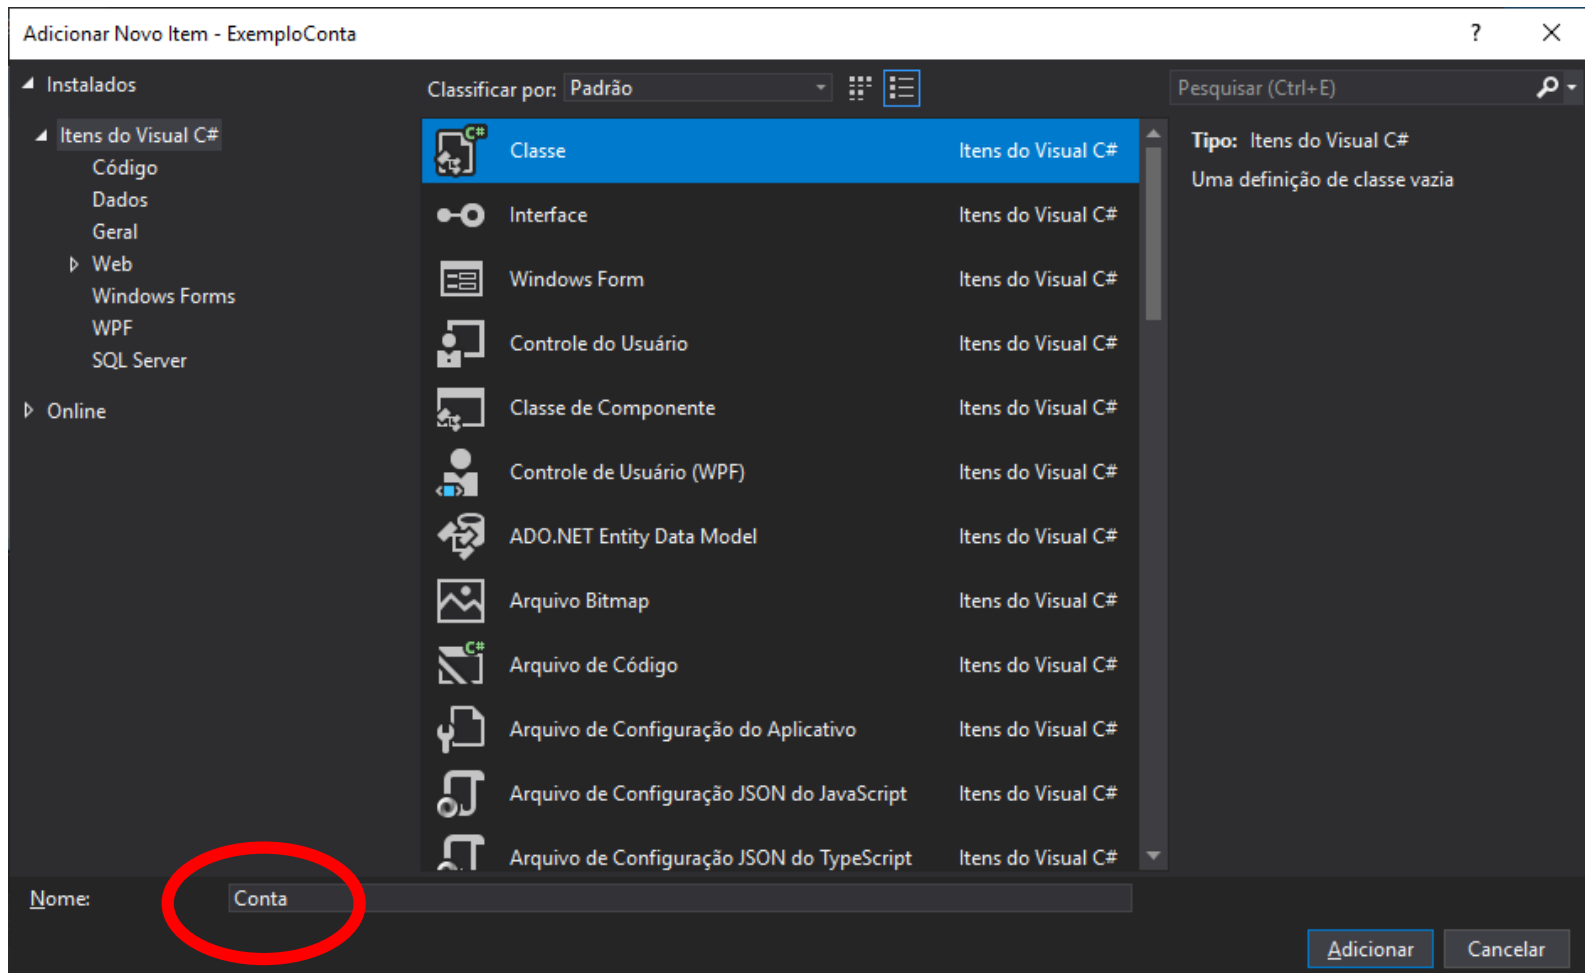 Adicionar Novo Item - ExemploConta
?
Instalados
Classificar por: Padrão
Pesquisar (Ctrl+E)
Itens do Visual C#
Código
Dados
Geral
Web
Windows Forms
WPF
SQL Server
Online
C#
Classe Itens do Visual C#
Interface Itens do Visual C#
Windows Form Itens do Visual C#
Controle do Usuário Itens do Visual C#
Classe de Componente Itens do Visual C#
Controle de Usuário (WPF) Itens do Visual C#
ADO.NET Entity Data Model Itens do Visual C#
Arquivo Bitmap Itens do Visual C#
C#
Arquivo de Código Itens do Visual C#
Arquivo de Configuração do Aplicativo Itens do Visual C#
Arquivo de Configuração JSON do JavaScript Itens do Visual C#
Arquivo de Configuração JSON do TypeScript Itens do Visual C#
Tipo: Itens do Visual C#
Uma definição de classe vazia
Nome: Conta
Adicionar Cancelar